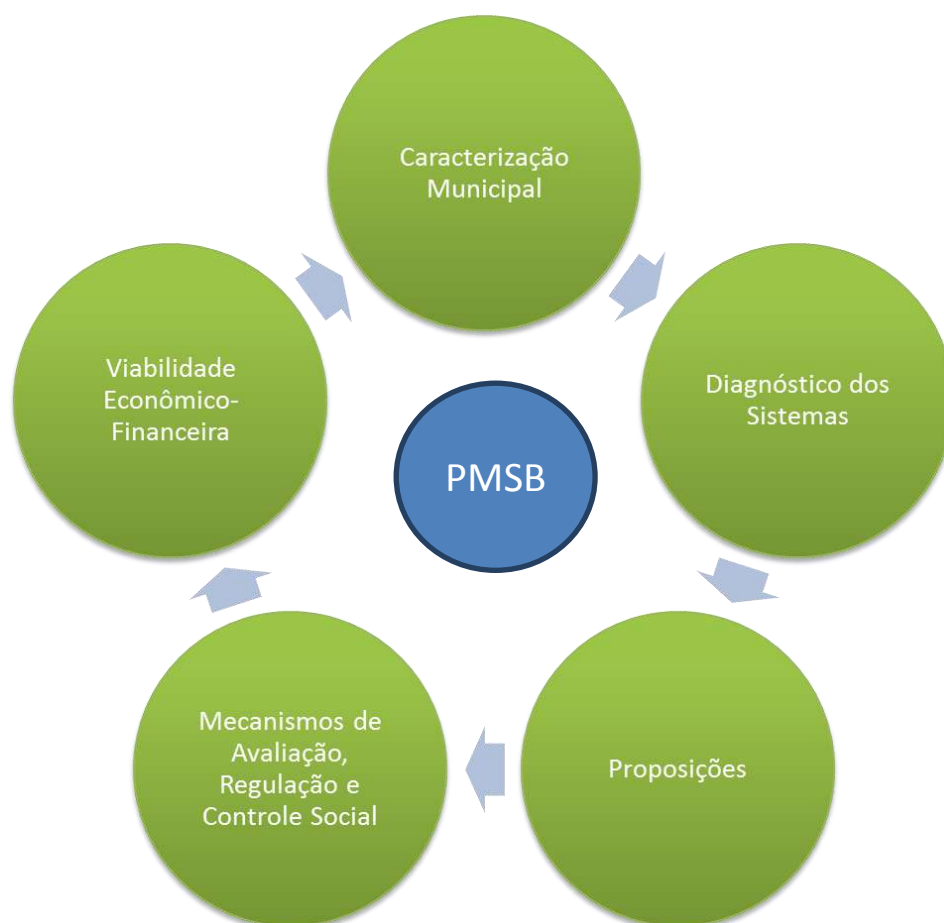 Caracterização
Municipal
Viabilidade
Econômico-
Financeira
Diagnóstico dos
Sistemas
PMSB
Mecanismos de
Avaliação,
Regulação e
Controle Social
Proposições